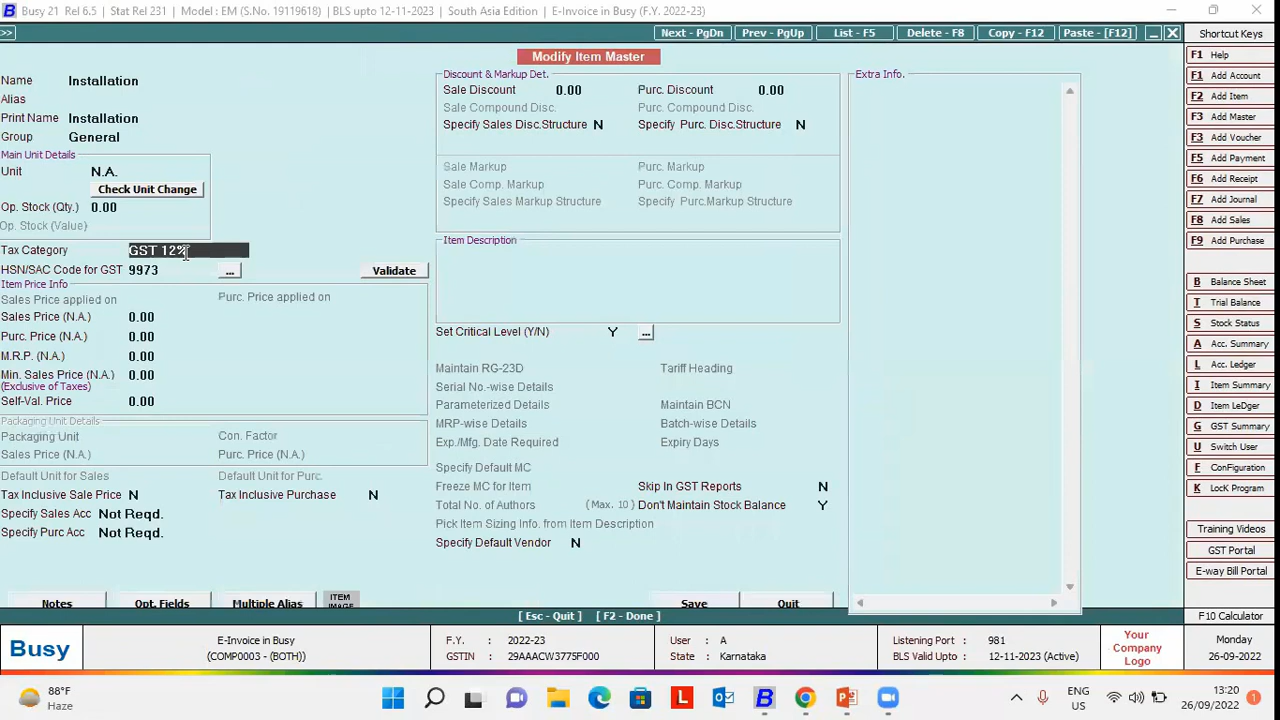 Busy 21 Rel 6.5 | Stat Rel 231 | Model : EM (S.No. 19119618) | BLS upto 12-11-2023 | South Asia Edition | E-Invoice in Busy (F.Y. 2022-23)
>> Next - PgDn Prev - PgUp List - F5 Delete - F8 Copy - F12 Paste - [F12]
Modify Item Master
Name Installation
Alias
Print Name Installation
Group General
Main Unit Details
Unit N.A.
Check Unit Change
Op. Stock (Qty.) 0.00
Op. Stock (Value)
Tax Category GST 12%
HSN/SAC Code for GST 9973 ... Validate
Item Price Info
Sales Price applied on Purc. Price applied on
Sales Price (N.A.) 0.00
Purc. Price (N.A.) 0.00
M.R.P. (N.A.) 0.00
Min. Sales Price (N.A.) 0.00
(Exclusive of Taxes)
Self-Val. Price 0.00
Packaging Unit Details
Packaging Unit Con. Factor
Sales Price (N.A.) Purc. Price (N.A.)
Default Unit for Sales Default Unit for Purc.
Tax Inclusive Sale Price N Tax Inclusive Purchase N
Specify Sales Acc Not Reqd.
Specify Purc Acc Not Reqd.
Notes Opt. Fields Multiple Alias ITEM IMAGE
Discount & Markup Det.
Sale Discount 0.00 Purc. Discount 0.00
Sale Compound Disc. Purc. Compound Disc.
Specify Sales Disc.Structure N Specify Purc. Disc.Structure N
Sale Markup Purc. Markup
Sale Comp. Markup Purc. Comp. Markup
Specify Sales Markup Structure Specify Purc.Markup Structure
Item Description
Set Critical Level (Y/N) Y ...
Maintain RG-23D Tariff Heading
Serial No.-wise Details
Parameterized Details Maintain BCN
MRP-wise Details Batch-wise Details
Exp./Mfg. Date Required Expiry Days
Specify Default MC
Freeze MC for Item Skip In GST Reports N
Total No. of Authors (Max. 10) Don't Maintain Stock Balance Y
Pick Item Sizing Info. from Item Description
Specify Default Vendor N
Save Quit
Extra Info.
[ Esc - Quit ] [ F2 - Done ]
Shortcut Keys
F1 Help
F1 Add Account
F2 Add Item
F3 Add Master
F3 Add Voucher
F5 Add Payment
F6 Add Receipt
F7 Add Journal
F8 Add Sales
F9 Add Purchase
B Balance Sheet
T Trial Balance
S Stock Status
A Acc. Summary
L Acc. Ledger
I Item Summary
D Item LeDger
G GST Summary
U Switch User
F ConFiguration
K LocK Program
Training Videos
GST Portal
E-way Bill Portal
F10 Calculator
Busy
E-Invoice in Busy
(COMP0003 - (BOTH))
F.Y. : 2022-23
GSTIN : 29AAACW3775F000
User : A
State : Karnataka
Listening Port : 981
BLS Valid Upto : 12-11-2023 (Active)
Your
Company
Logo
Monday
26-09-2022
88°F
Haze
ENG
US
13:20
26/09/2022
1